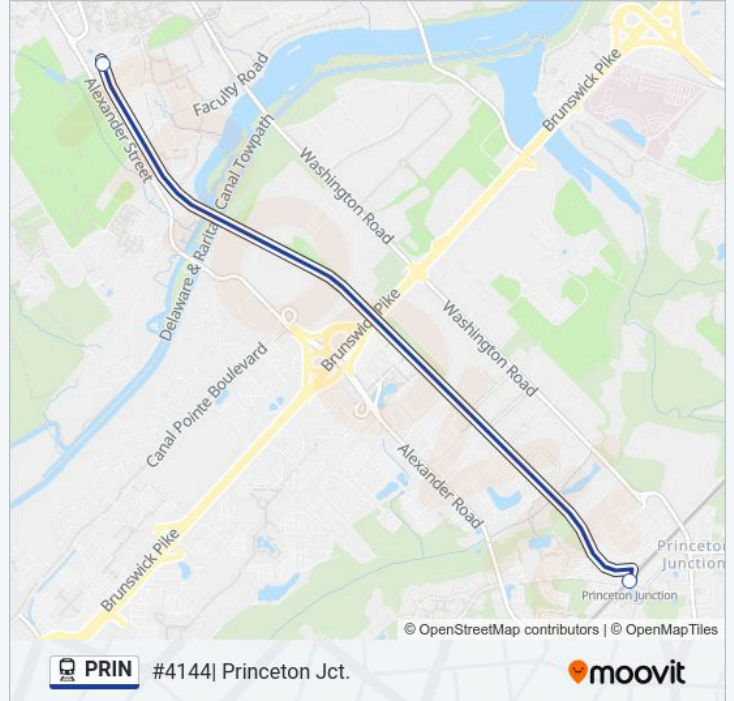 Faculty Road
Brunswick Pike
Alexander Street
Delaware & Raritan Canal Towpath
Washington Road
Brunswick Pike
Washington Road
Canal Pointe Boulevard
Alexander Road
Brunswick Pike
Princeton
Junction
Princeton Junction
© OpenStreetMap contributors | © OpenMapTiles
PRIN #4144| Princeton Jct.
moovit